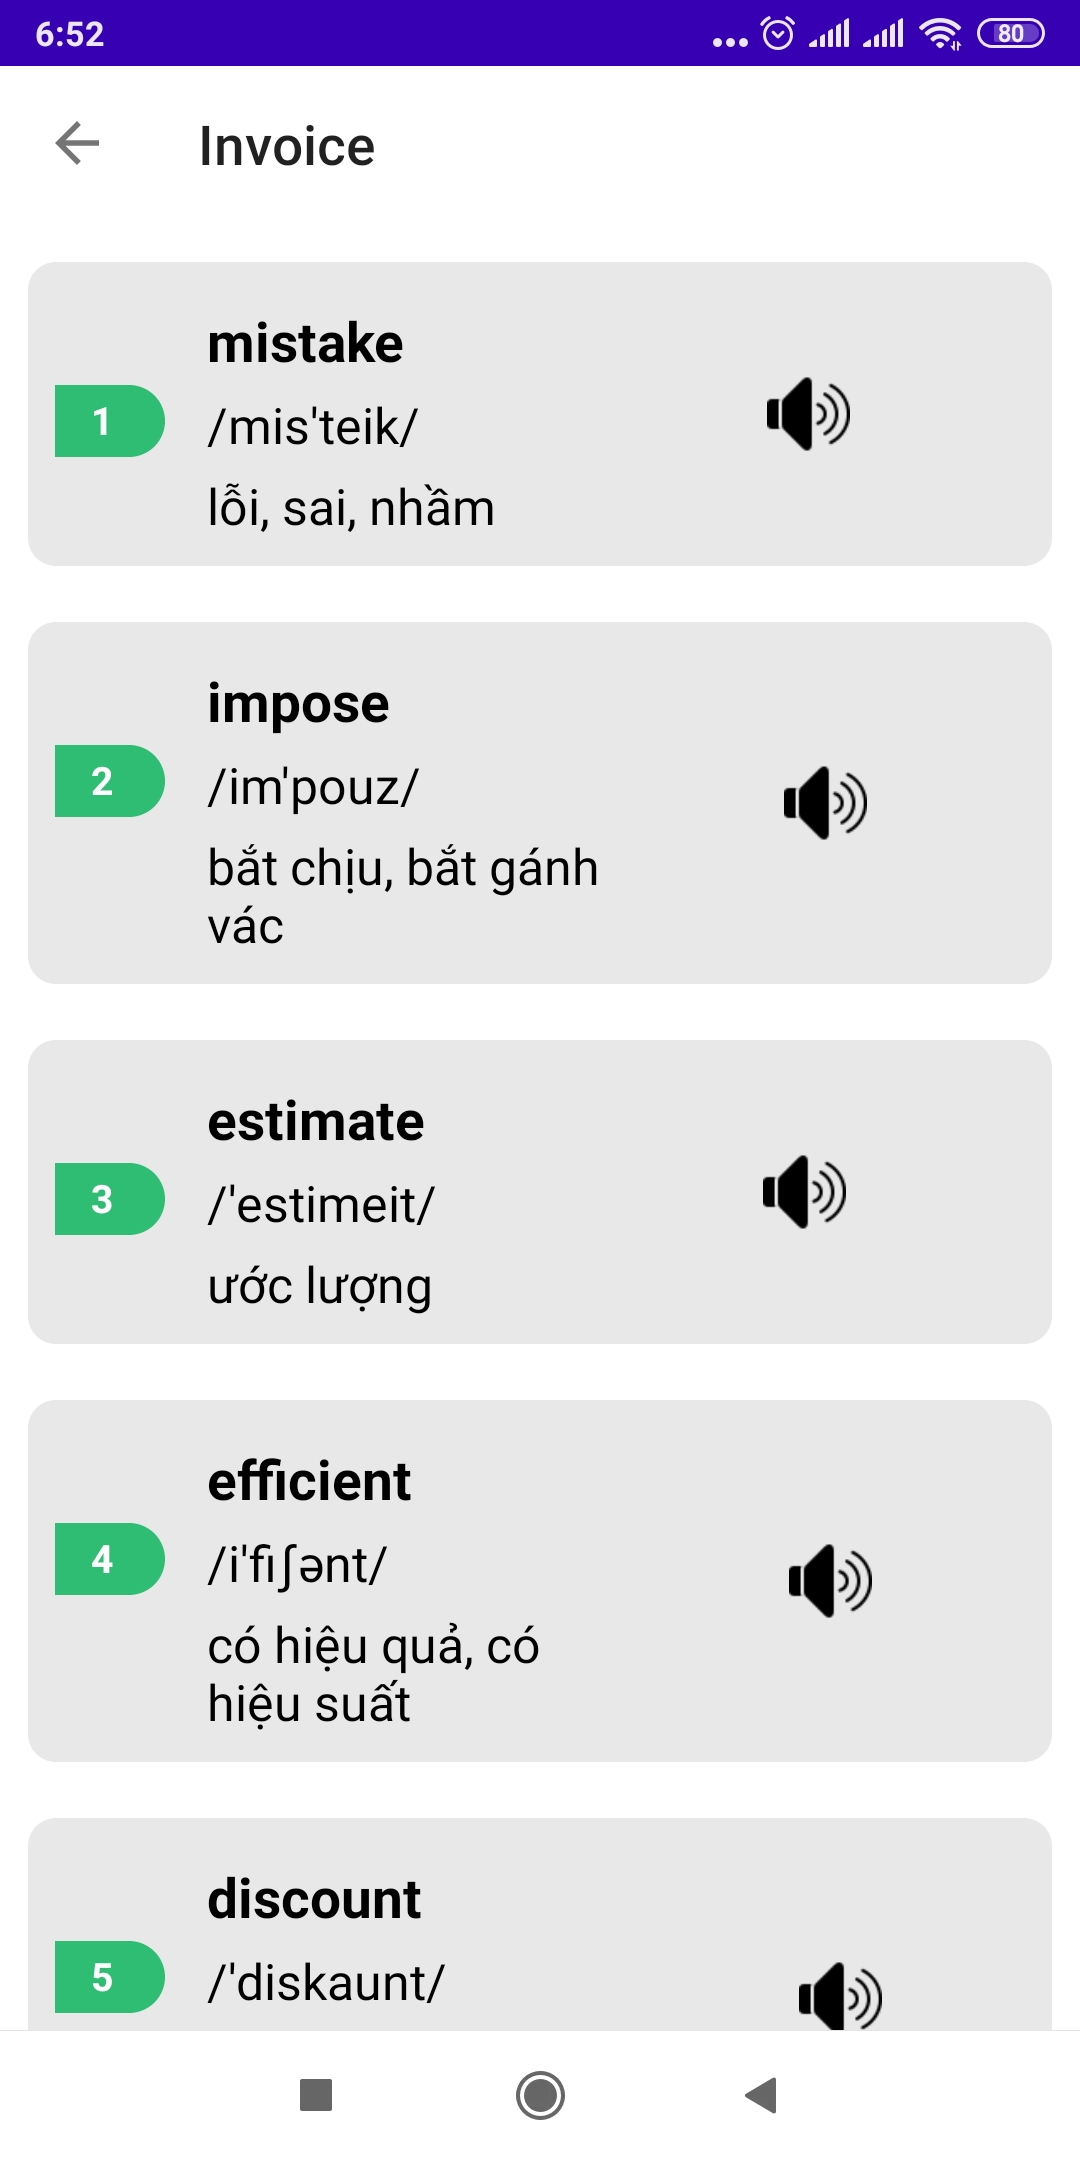 6:52
80
Invoice
mistake
1
/mis'teik/
lỗi, sai, nhầm
impose
2
/im'pouz/
bắt chịu, bắt gánh
vác
estimate
3
/'estimeit/
ước lượng
efficient
4
/i'fiʃənt/
có hiệu quả, có
hiệu suất
discount
5
/'diskaunt/